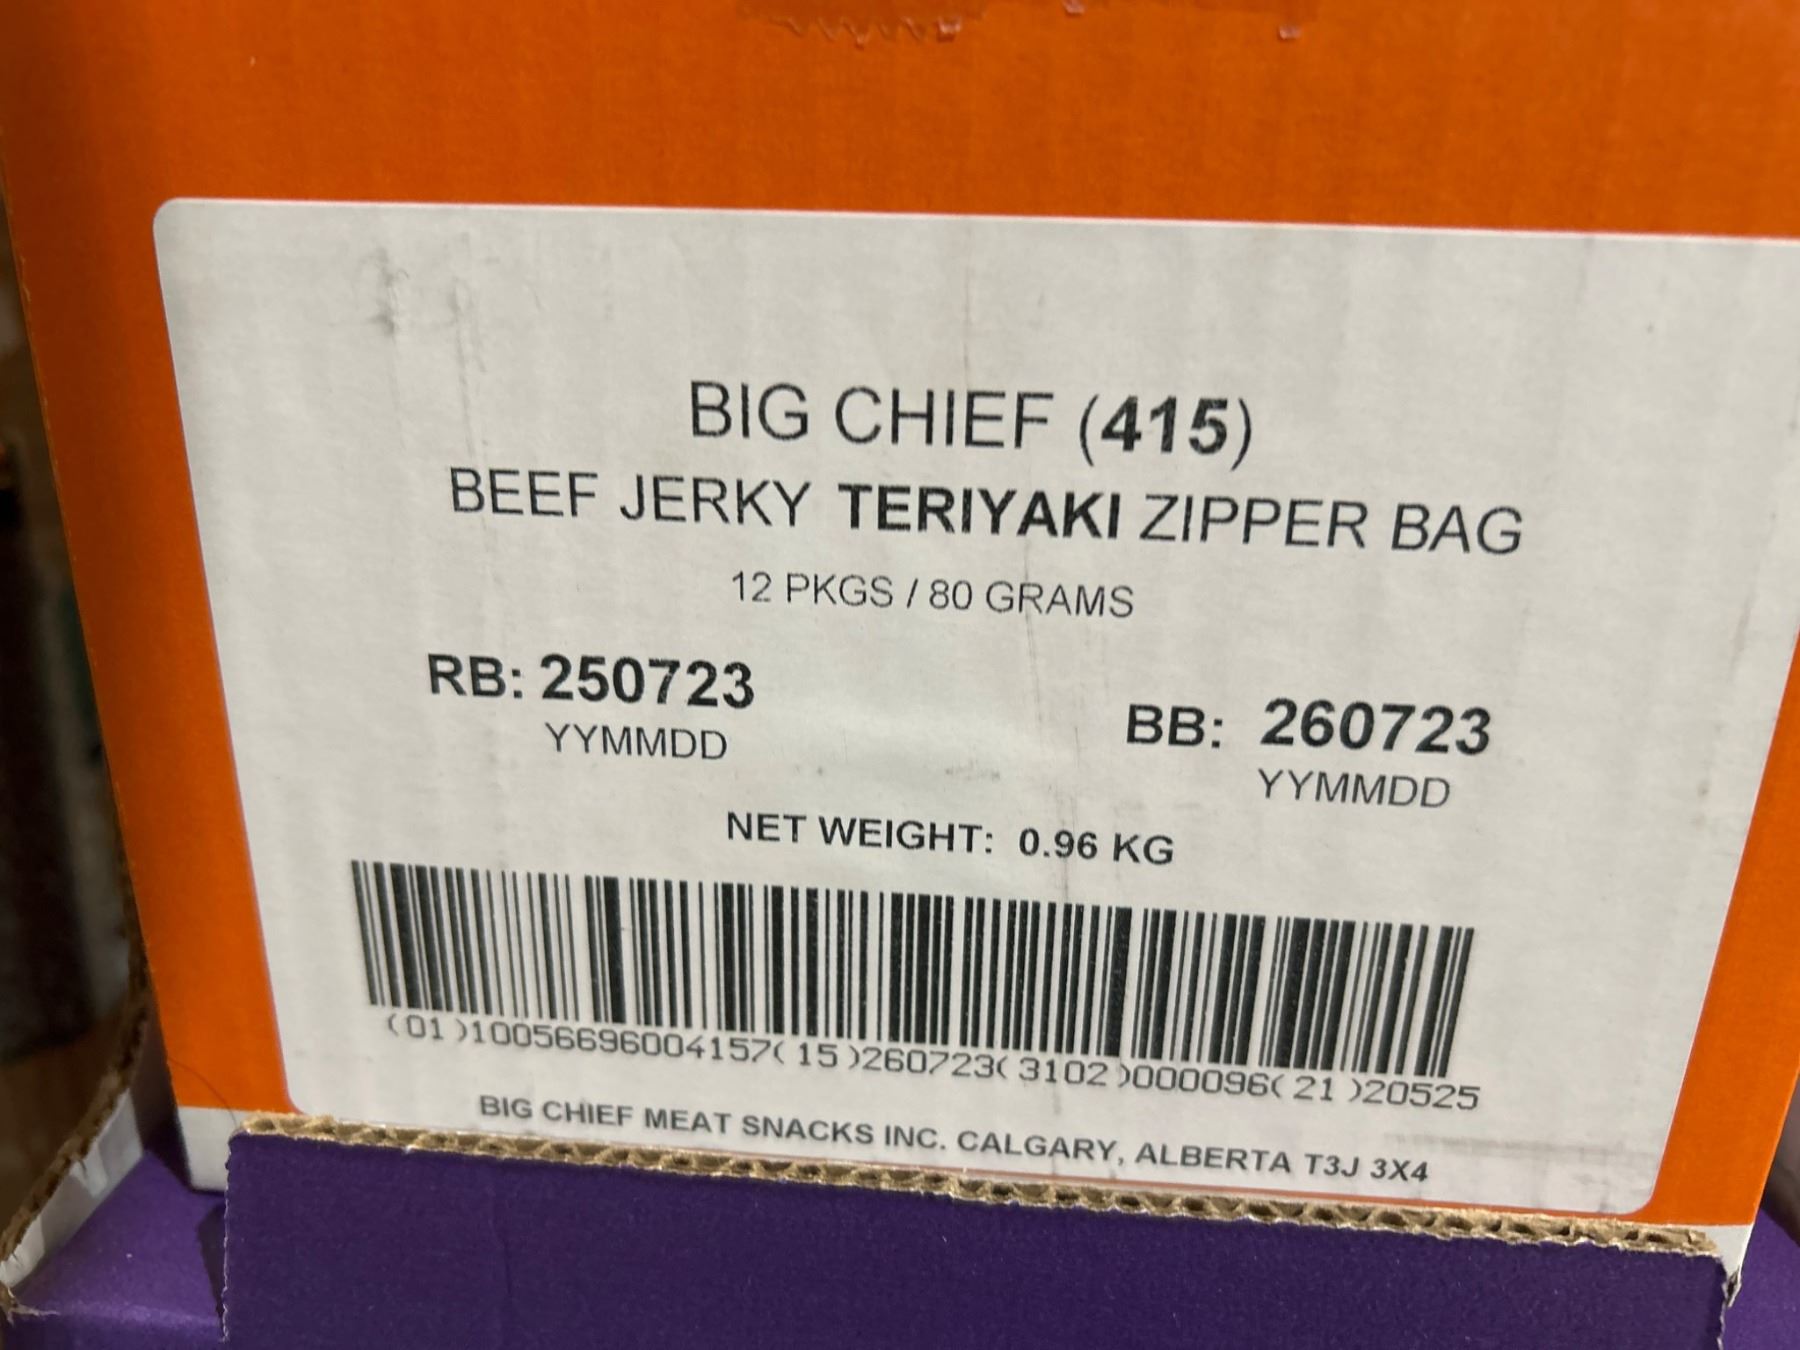 BIG CHIEF (415)
BEEF JERKY TERIYAKI ZIPPER BAG
12 PKGS / 80 GRAMS
RB: 250723
YYMMDD
BB: 260723
YYMMDD
NET WEIGHT: 0.96 KG
(01)10056696004157(15)260723(3102)000096(21)20525
BIG CHIEF MEAT SNACKS INC. CALGARY, ALBERTA T3J 3X4